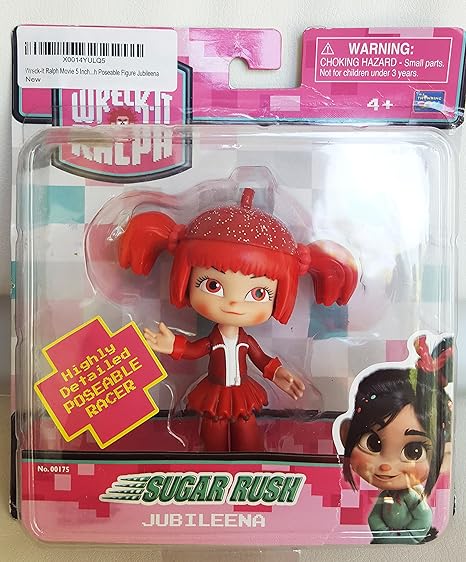 X0014YULQ5
Wreck-It Ralph Movie 5 Inch...h Poseable Figure Jubileena
New
WRECK-IT
RALPH
WARNING:
CHOKING HAZARD - Small parts.
Not for children under 3 years.
4+
THINKWAY
Highly
Detailed
POSEABLE
RACER
No. 00175
SUGAR RUSH
JUBILEENA